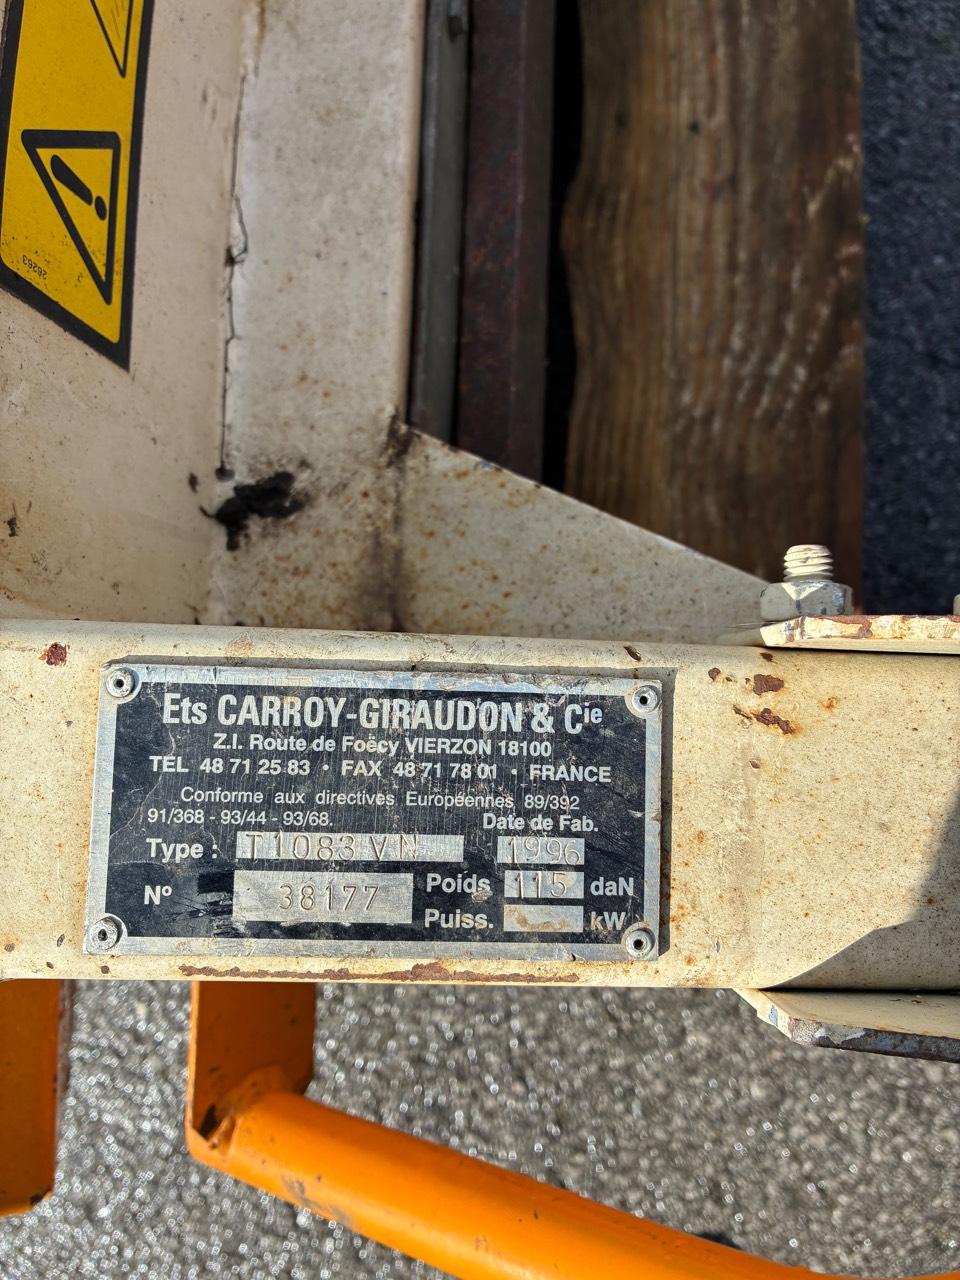 26263
Ets CARROY-GIRAUDON & Cie
Z.I. Route de Foëcy VIERZON 18100
TEL 48 71 25 83 • FAX 48 71 78 01 • FRANCE
Conforme aux directives Européennes 89/392
91/368 - 93/44 - 93/68.
Date de Fab.
Type : T1083 VN 1996
N° 38177
Poids 115 daN
Puiss. kW